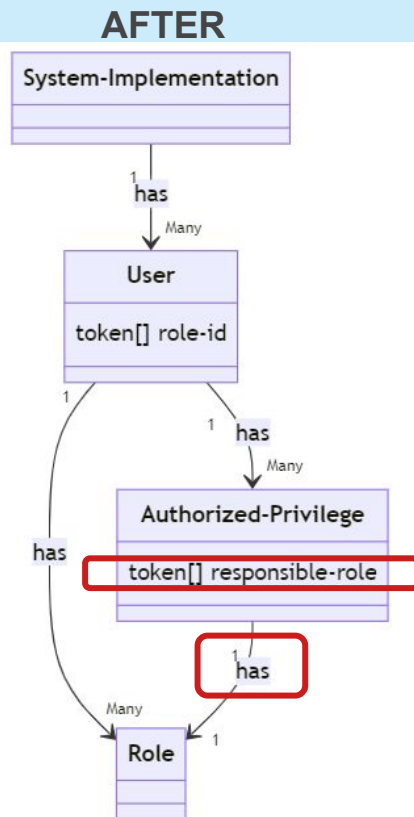 AFTER
System-Implementation
1
has
Many
User
token[] role-id
1
1
has
Many
Authorized-Privilege
token[] responsible-role
has
1
has
Many
1
Role